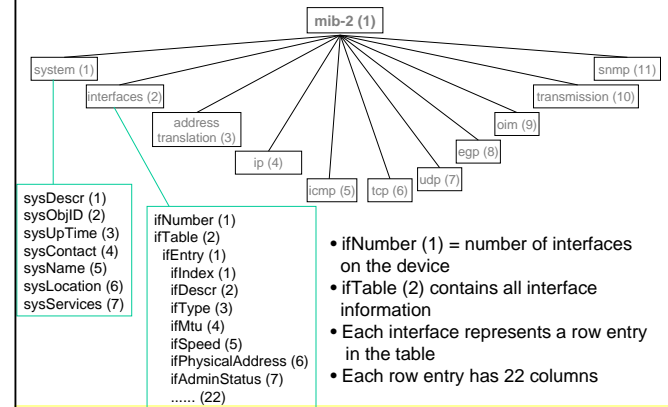 mib-2 (1)
system (1)
snmp (11)
interfaces (2)
transmission (10)
address
translation (3)
oim (9)
ip (4)
egp (8)
icmp (5)
tcp (6)
udp (7)
sysDescr (1)
sysObjID (2)
sysUpTime (3)
sysContact (4)
sysName (5)
sysLocation (6)
sysServices (7)
ifNumber (1)
ifTable (2)
ifEntry (1)
ifIndex (1)
ifDescr (2)
ifType (3)
ifMtu (4)
ifSpeed (5)
ifPhysicalAddress (6)
ifAdminStatus (7)
...... (22)
• ifNumber (1) = number of interfaces
on the device
• ifTable (2) contains all interface
information
• Each interface represents a row entry
in the table
• Each row entry has 22 columns